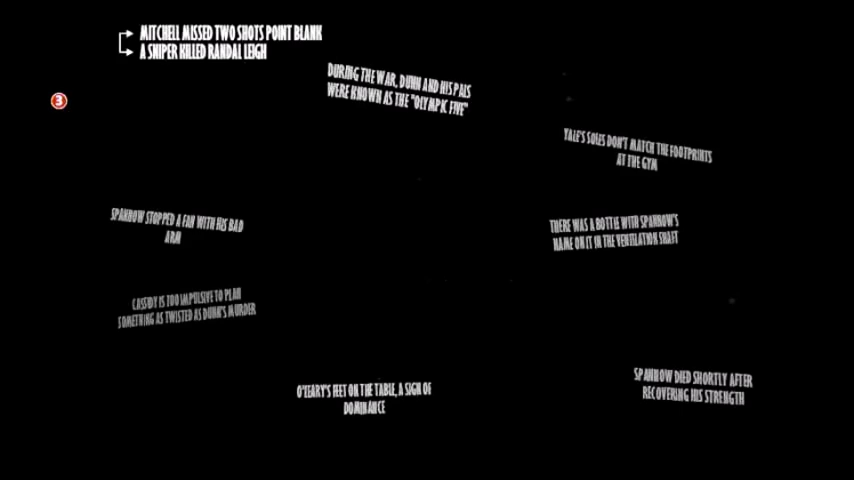 MITCHELL MISSED TWO SHOTS POINT BLANK
A SNIPER KILLED RANDAL LEIGH
DURING THE WAR, DUNN AND HIS PALS
WERE KNOWN AS THE "OLYMPIC FIVE"
3
YALE'S SOLES DON'T MATCH THE FOOTPRINTS
AT THE GYM
SPARROW STOPPED A FAN WITH HIS BAD
ARM
THERE WAS A BOTTLE WITH SPARROW'S
NAME ON IT IN THE VENTILATION SHAFT
CASSIDY IS TOO IMPULSIVE TO PLAN
SOMETHING AS TWISTED AS DUNN'S MURDER
O'LEARY'S FEET ON THE TABLE, A SIGN OF
DOMINANCE
SPARROW DIED SHORTLY AFTER
RECOVERING HIS STRENGTH